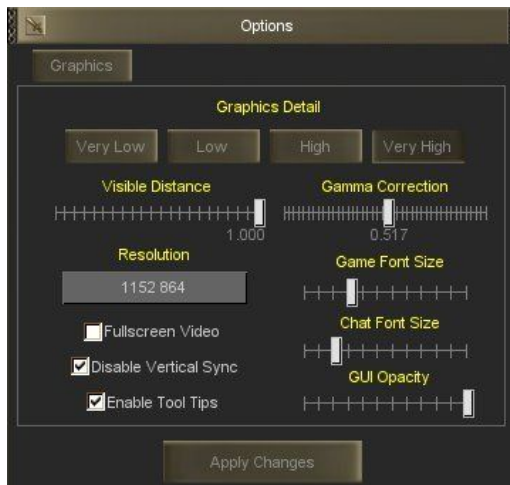 Options
Graphics
Graphics Detail
Very Low Low High Very High
Visible Distance Gamma Correction
1.000 0.517
Resolution
Game Font Size
1152 864
Chat Font Size
Fullscreen Video
Disable Vertical Sync
GUI Opacity
Enable Tool Tips
Apply Changes